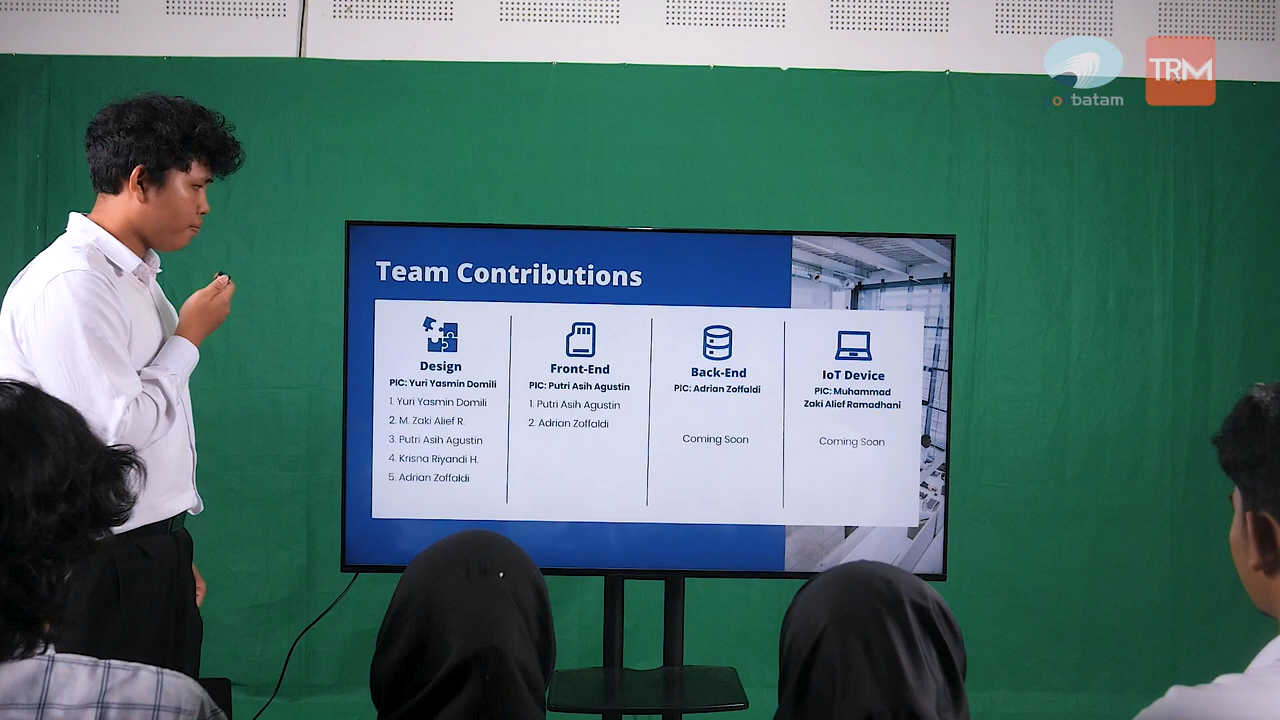 batam
TRM
Team Contributions
Design
PIC: Yuri Yasmin Domili
1. Yuri Yasmin Domili
2. M. Zaki Alief R.
3. Putri Asih Agustin
4. Krisna Riyandi H.
5. Adrian Zoffaldi
Front-End
PIC: Putri Asih Agustin
1. Putri Asih Agustin
2. Adrian Zoffaldi
Back-End
PIC: Adrian Zoffaldi
Coming Soon
IoT Device
PIC: Muhammad
Zaki Alief Ramadhani
Coming Soon